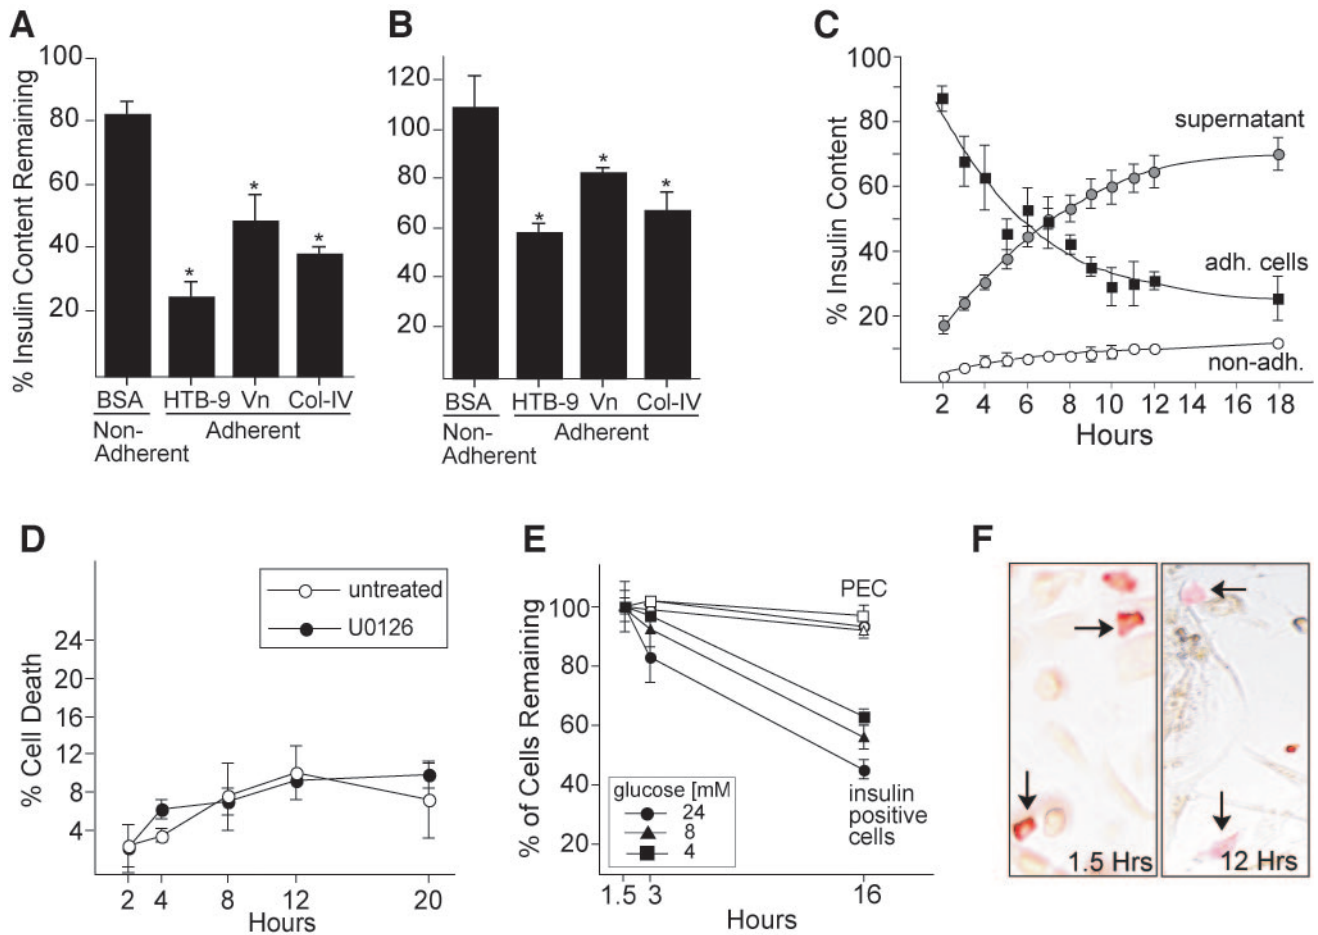 A
% Insulin Content Remaining
100
80
60
40
20
* * *
BSA HTB-9 Vn Col-IV
Non-
Adherent
Adherent
B
120
100
80
60
40
20
* * *
BSA HTB-9 Vn Col-IV
Non-
Adherent
Adherent
C
% Insulin Content
100
80
60
40
20
supernatant
adh. cells
non-adh.
2 4 6 8 10 12 14 16 18
Hours
D
% Cell Death
untreated
U0126
24
20
16
12
8
4
2 4 8 12 20
Hours
E
% of Cells Remaining
100
80
60
40
20
PEC
glucose [mM
24
8
4
insulin
positive
cells
1.5 3 16
Hours
F
1.5 Hrs
12 Hrs